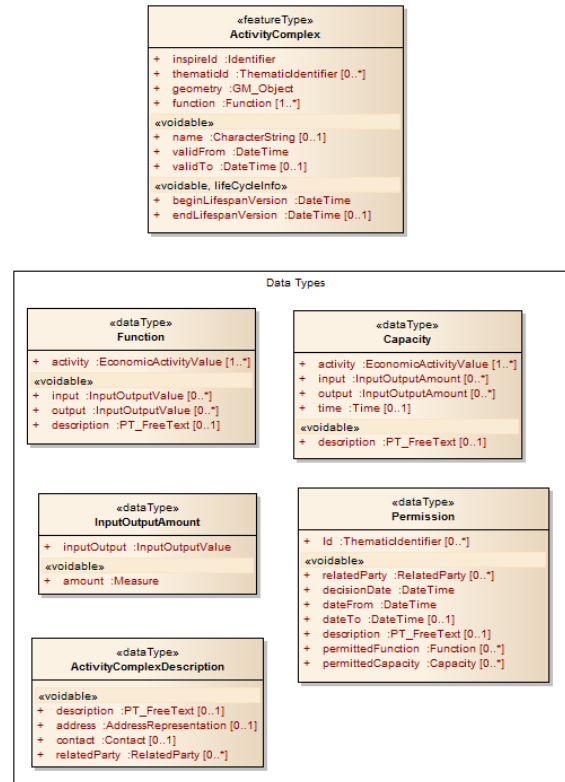 «featureType»
ActivityComplex
+ inspireId :Identifier
+ thematicId :ThematicIdentifier [0..*]
+ geometry :GM_Object
+ function :Function [1..*]
«voidable»
+ name :CharacterString [0..1]
+ validFrom :DateTime
+ validTo :DateTime [0..1]
«voidable, lifeCycleInfo»
+ beginLifespanVersion :DateTime
+ endLifespanVersion :DateTime [0..1]
Data Types
«dataType»
Function
+ activity :EconomicActivityValue [1..*]
«voidable»
+ input :InputOutputValue [0..*]
+ output :InputOutputValue [0..*]
+ description :PT_FreeText [0..1]
«dataType»
Capacity
+ activity :EconomicActivityValue [1..*]
+ input :InputOutputAmount [0..*]
+ output :InputOutputAmount [0..*]
+ time :Time [0..1]
«voidable»
+ description :PT_FreeText [0..1]
«dataType»
InputOutputAmount
+ inputOutput :InputOutputValue
«voidable»
+ amount :Measure
«dataType»
Permission
+ Id :ThematicIdentifier [0..*]
«voidable»
+ relatedParty :RelatedParty [0..*]
+ decisionDate :DateTime
+ dateFrom :DateTime
+ dateTo :DateTime [0..1]
+ description :PT_FreeText [0..1]
+ permittedFunction :Function [0..*]
+ permittedCapacity :Capacity [0..*]
«dataType»
ActivityComplexDescription
«voidable»
+ description :PT_FreeText [0..1]
+ address :AddressRepresentation [0..1]
+ contact :Contact [0..1]
+ relatedParty :RelatedParty [0..*]